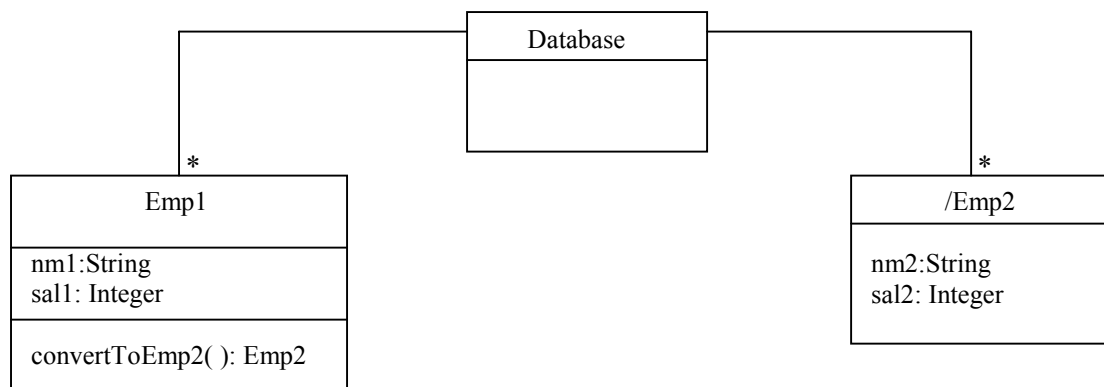 Database
*
*
Emp1
/Emp2
nm1:String
sal1: Integer
nm2:String
sal2: Integer
convertToEmp2( ): Emp2